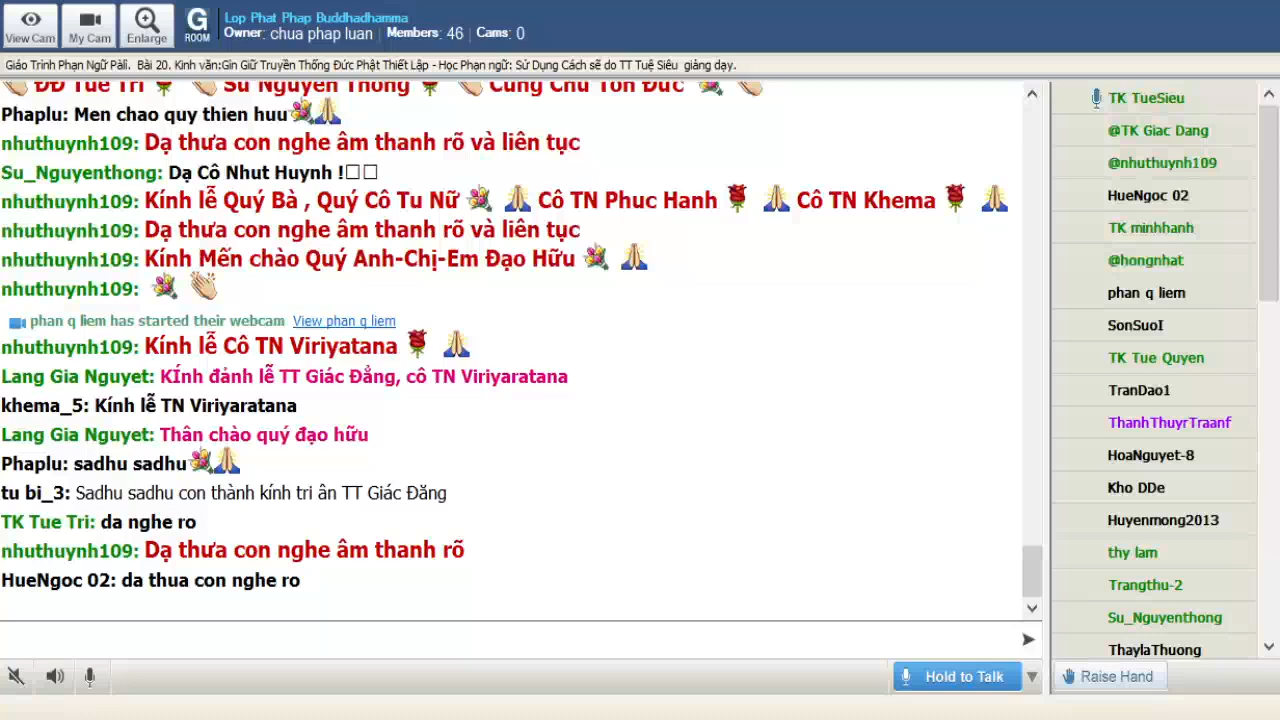 View Cam
My Cam
Enlarge
G
ROOM
Lop Phat Phap Buddhadhamma
Owner: chua phap luan | Members: 46 | Cams: 0
Giáo Trình Phạn Ngữ Pàli. Bài 20. Kinh văn:Gìn Giữ Truyền Thống Đức Phật Thiết Lập - Học Phạn ngữ: Sử Dụng Cách sẽ do TT Tuệ Siêu giảng dạy.
ĐĐ Tuệ Trí Sư Nguyên Thông Cùng Chư Tôn Đức
Phaplu: Men chao quy thien huu
nhuthuynh109: Dạ thưa con nghe âm thanh rõ và liên tục
Su_Nguyenthong: Dạ Cô Nhut Huynh !
nhuthuynh109: Kính lễ Quý Bà , Quý Cô Tu Nữ Cô TN Phuc Hanh Cô TN Khema
nhuthuynh109: Dạ thưa con nghe âm thanh rõ và liên tục
nhuthuynh109: Kính Mến chào Quý Anh-Chị-Em Đạo Hữu
nhuthuynh109:
phan q liem has started their webcam View phan q liem
nhuthuynh109: Kính lễ Cô TN Viriyatana
Lang Gia Nguyet: KÍnh đảnh lễ TT Giác Đẳng, cô TN Viriyaratana
khema_5: Kính lễ TN Viriyaratana
Lang Gia Nguyet: Thân chào quý đạo hữu
Phaplu: sadhu sadhu
tu bi_3: Sadhu sadhu con thành kính tri ân TT Giác Đăng
TK Tue Tri: da nghe ro
nhuthuynh109: Dạ thưa con nghe âm thanh rõ
HueNgoc 02: da thua con nghe ro
Hold to Talk
TK TueSieu
@TK Giac Dang
@nhuthuynh109
HueNgoc 02
TK minhhanh
@hongnhat
phan q liem
SonSuoI
TK Tue Quyen
TranDao1
ThanhThuyrTraanf
HoaNguyet-8
Kho DDe
Huyenmong2013
thy lam
Trangthu-2
Su_Nguyenthong
ThaylaThuong
Raise Hand